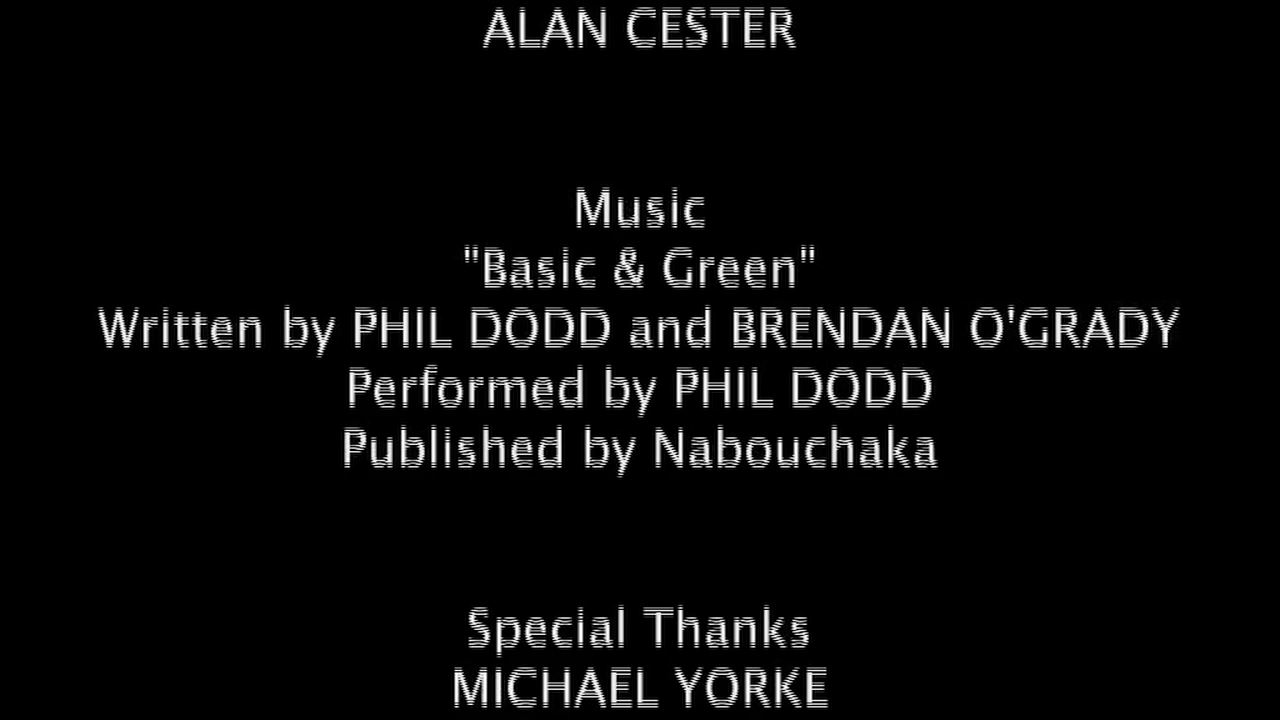 ALAN CESTER
Music
"Basic & Green"
Written by PHIL DODD and BRENDAN O'GRADY
Performed by PHIL DODD
Published by Nabouchaka
Special Thanks
MICHAEL YORKE